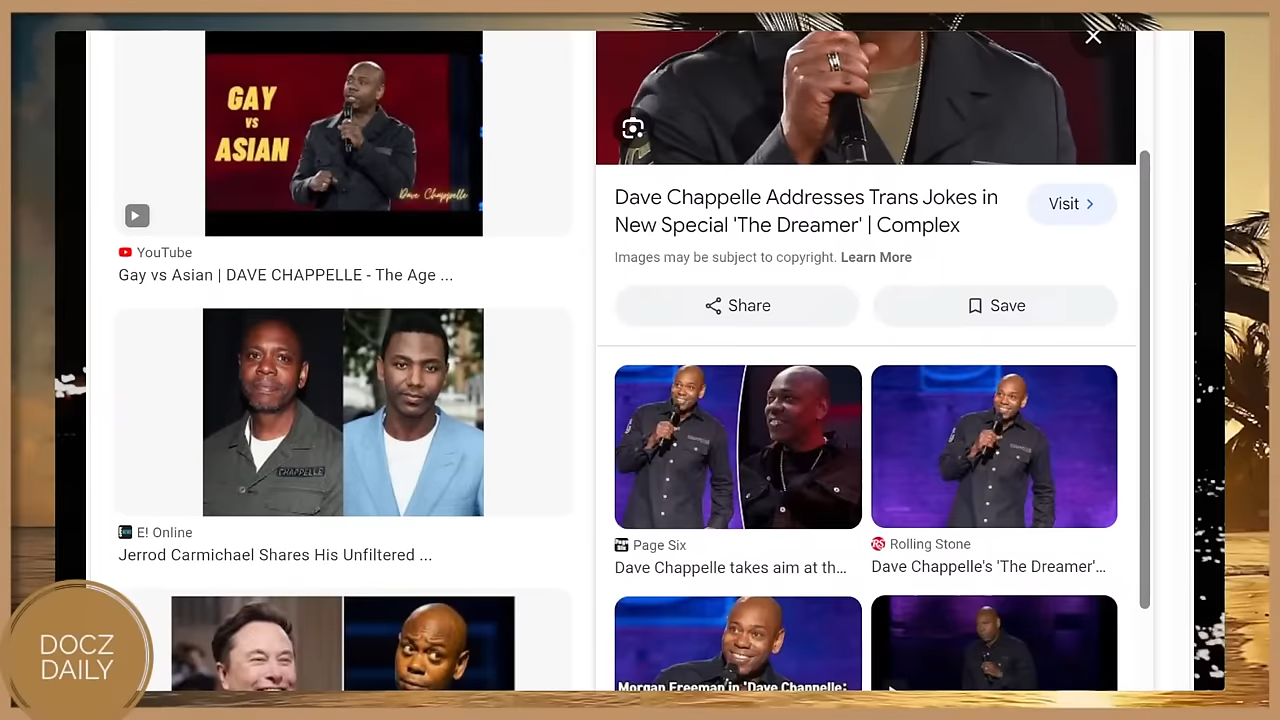 GAY
vs
ASIAN
Dave Chappelle
YouTube
Gay vs Asian | DAVE CHAPPELLE - The Age ...
CHAPPELLE
E! Online
Jerrod Carmichael Shares His Unfiltered ...
Dave Chappelle Addresses Trans Jokes in
New Special 'The Dreamer' | Complex
Visit
Images may be subject to copyright. Learn More
Share
Save
Page Six
Dave Chappelle takes aim at th...
RS
Rolling Stone
Dave Chappelle's 'The Dreamer'...
Morgan Freeman in 'Dave Chappelle:
DOCZ
DAILY